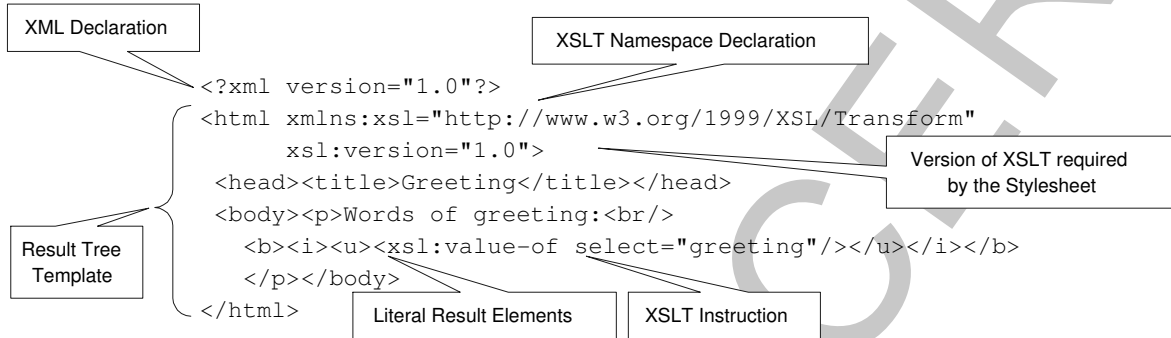 XML Declaration
XSLT Namespace Declaration
<?xml version="1.0"?>
<html xmlns:xsl="http://www.w3.org/1999/XSL/Transform"
xsl:version="1.0">
Version of XSLT required
by the Stylesheet
<head><title>Greeting</title></head>
<body><p>Words of greeting:<br/>
Result Tree
Template
<b><i><u><xsl:value-of select="greeting"/></u></i></b>
</p></body>
</html>
Literal Result Elements
XSLT Instruction
CER